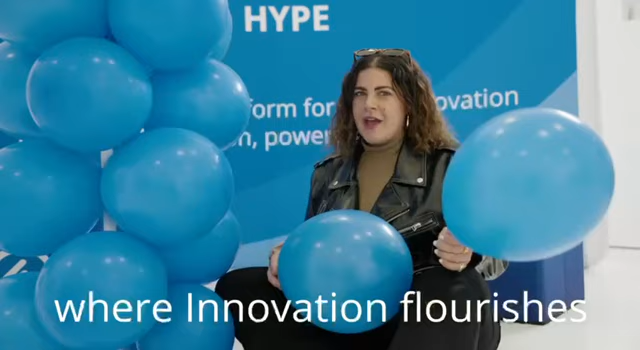 HYPE
form for ovation
n, power
where Innovation flourishes